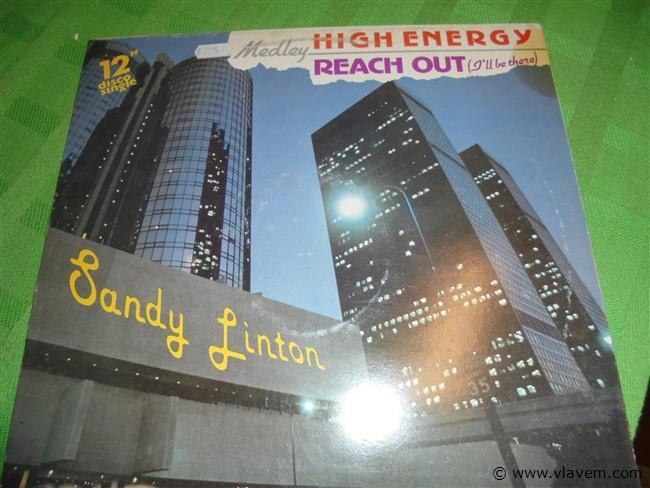 Medley HIGH ENERGY
REACH OUT (I'll be there)
12"
disco
single
Sandy Linton
35
© www.vlavem.com